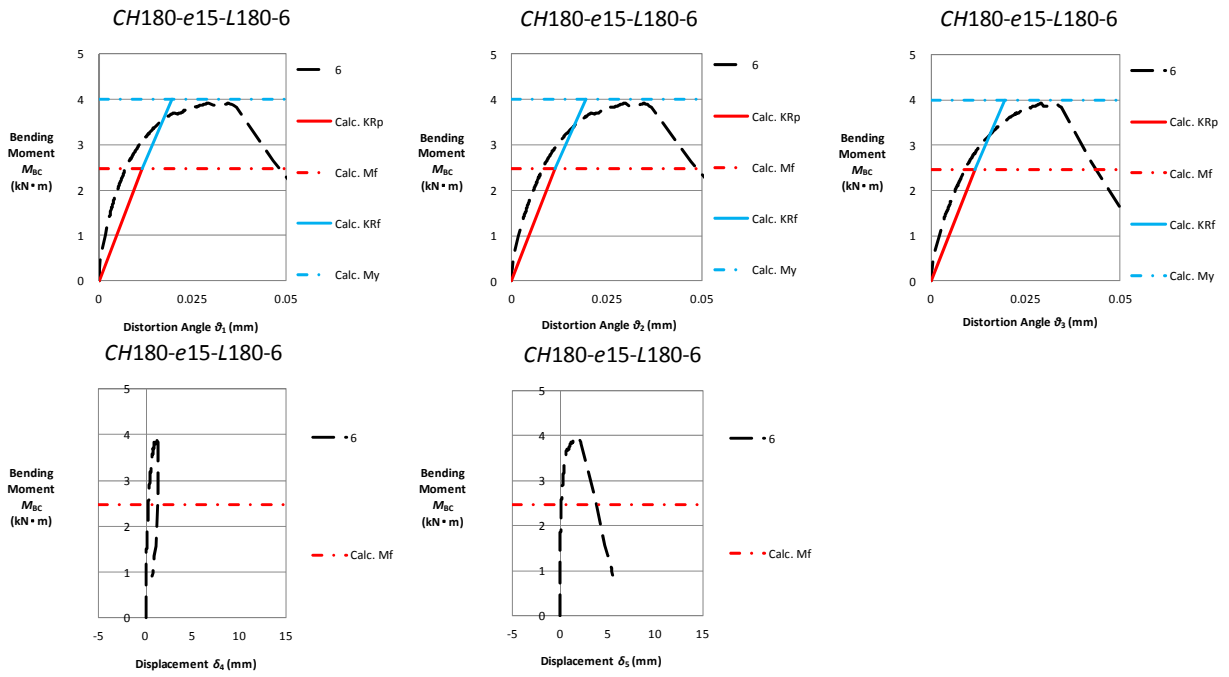 CH180-e15-L180-6
5
4
3
2
1
0
0
0.025
0.05
Bending
Moment
M_BC
(kN・m)
Distortion Angle ϑ₁ (mm)
6
Calc. KRp
Calc. Mf
Calc. KRf
Calc. My
CH180-e15-L180-6
5
4
3
2
1
0
0
0.025
0.05
Bending
Moment
M_BC
(kN・m)
Distortion Angle ϑ₂ (mm)
6
Calc. KRp
Calc. Mf
Calc. KRf
Calc. My
CH180-e15-L180-6
5
4
3
2
1
0
0
0.025
0.05
Bending
Moment
M_BC
(kN・m)
Distortion Angle ϑ₃ (mm)
6
Calc. KRp
Calc. Mf
Calc. KRf
Calc. My
CH180-e15-L180-6
5
4
3
2
1
0
-5
0
5
10
15
Bending
Moment
M_BC
(kN・m)
Displacement δ₄ (mm)
6
Calc. Mf
CH180-e15-L180-6
5
4
3
2
1
0
-5
0
5
10
15
Bending
Moment
M_BC
(kN・m)
Displacement δ₅ (mm)
6
Calc. Mf